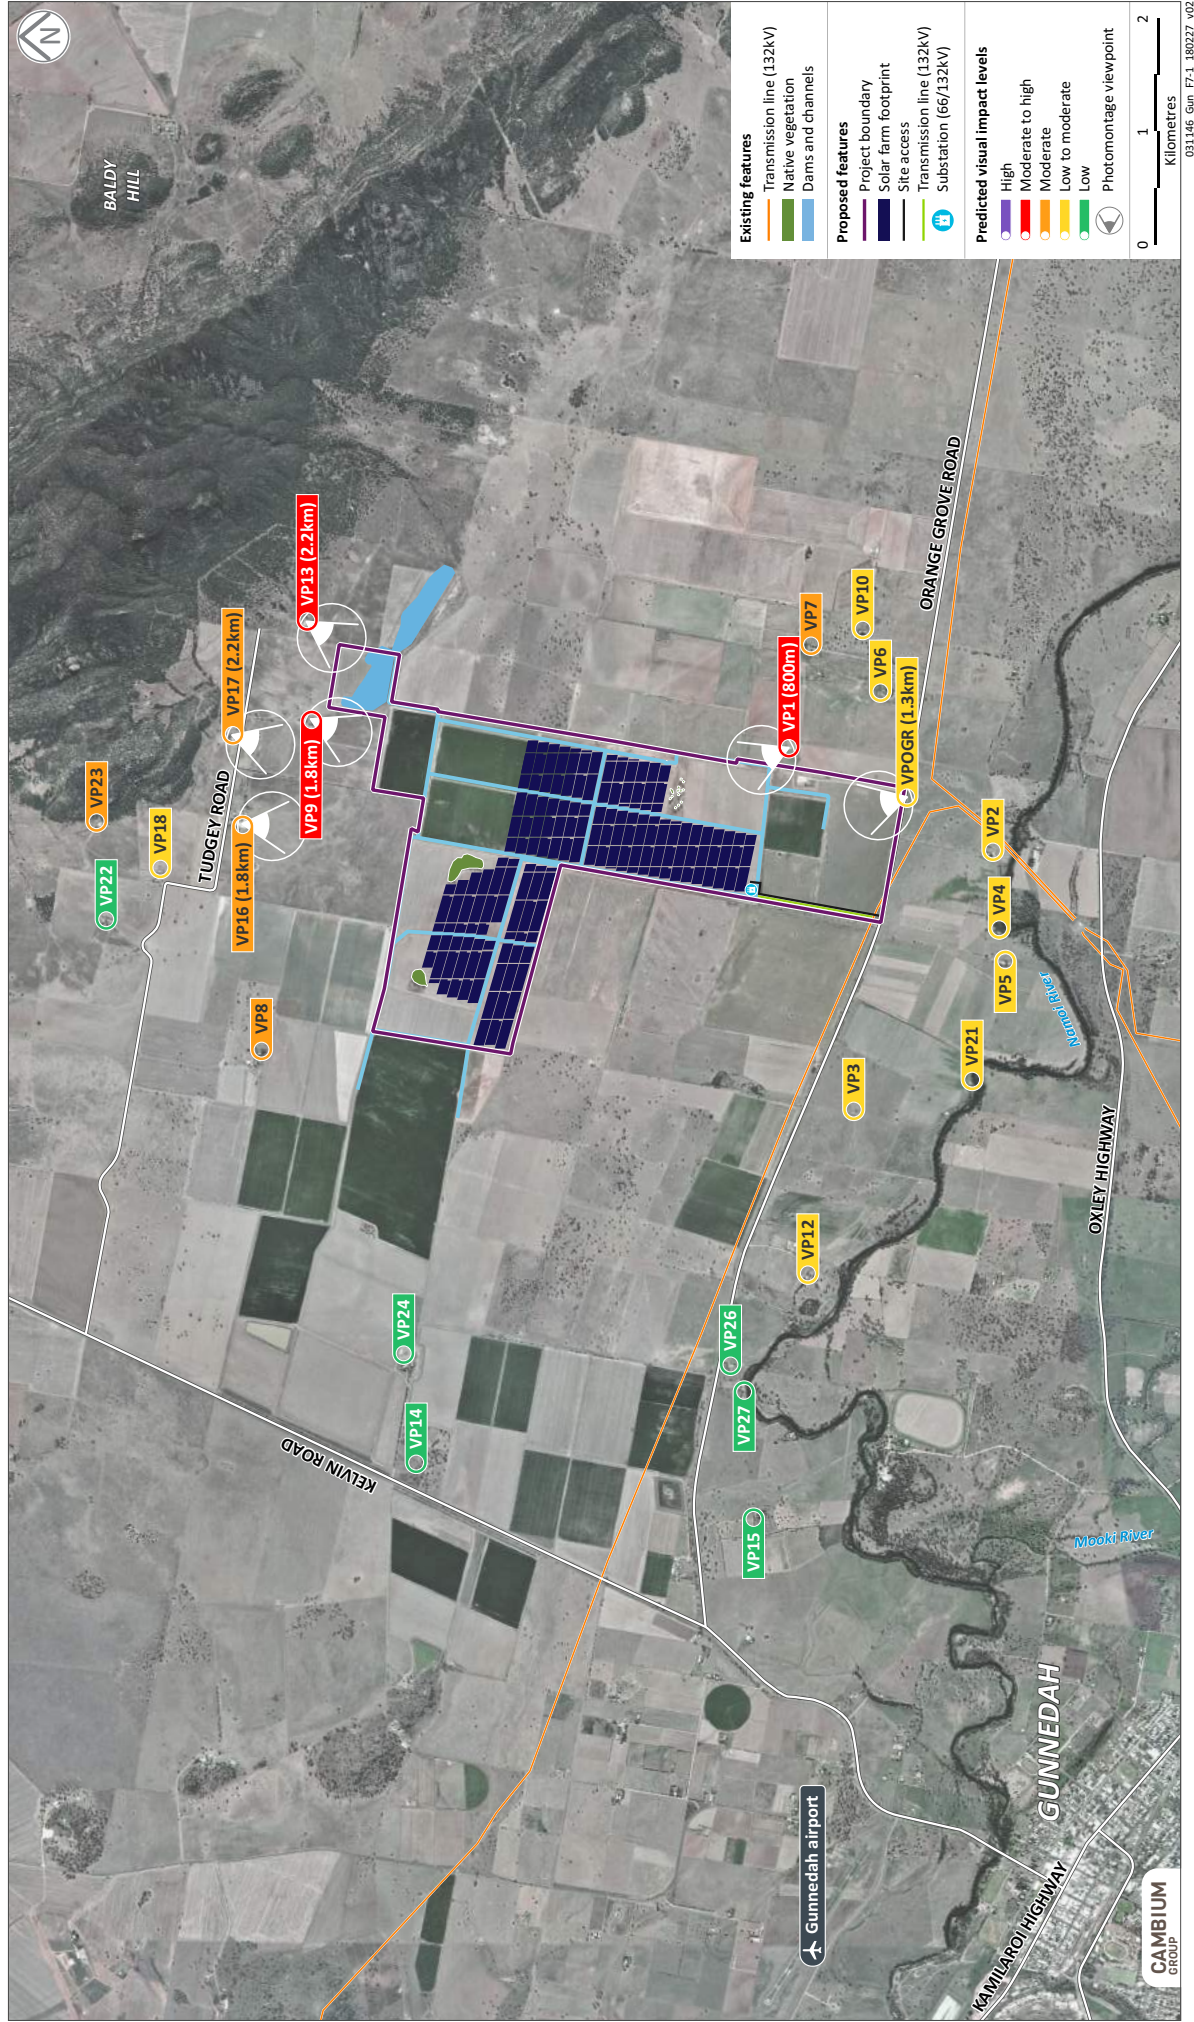 N
BALDY
HILL
VP23
VP22
VP18
TUDGEY ROAD
VP17 (2.2km)
VP16 (1.8km)
VP13 (2.2km)
VP9 (1.8km)
VP8
VP24
VP14
KELVIN ROAD
VP1 (800m)
VP7
VP10
VP6
VPOGR (1.3km)
ORANGE GROVE ROAD
VP2
VP4
VP5
Namoi River
VP21
VP3
VP12
VP26
VP27
VP15
OXLEY HIGHWAY
Mooki River
GUNNEDAH
Gunnedah airport
KAMILAROI HIGHWAY
CAMBIUM
GROUP
Existing features
Transmission line (132kV)
Native vegetation
Dams and channels
Proposed features
Project boundary
Solar farm footprint
Site access
Transmission line (132kV)
Substation (66/132kV)
Predicted visual impact levels
High
Moderate to high
Moderate
Low to moderate
Low
Photomontage viewpoint
0 1 2
Kilometres
031146 Gun F7-1 180227 v02